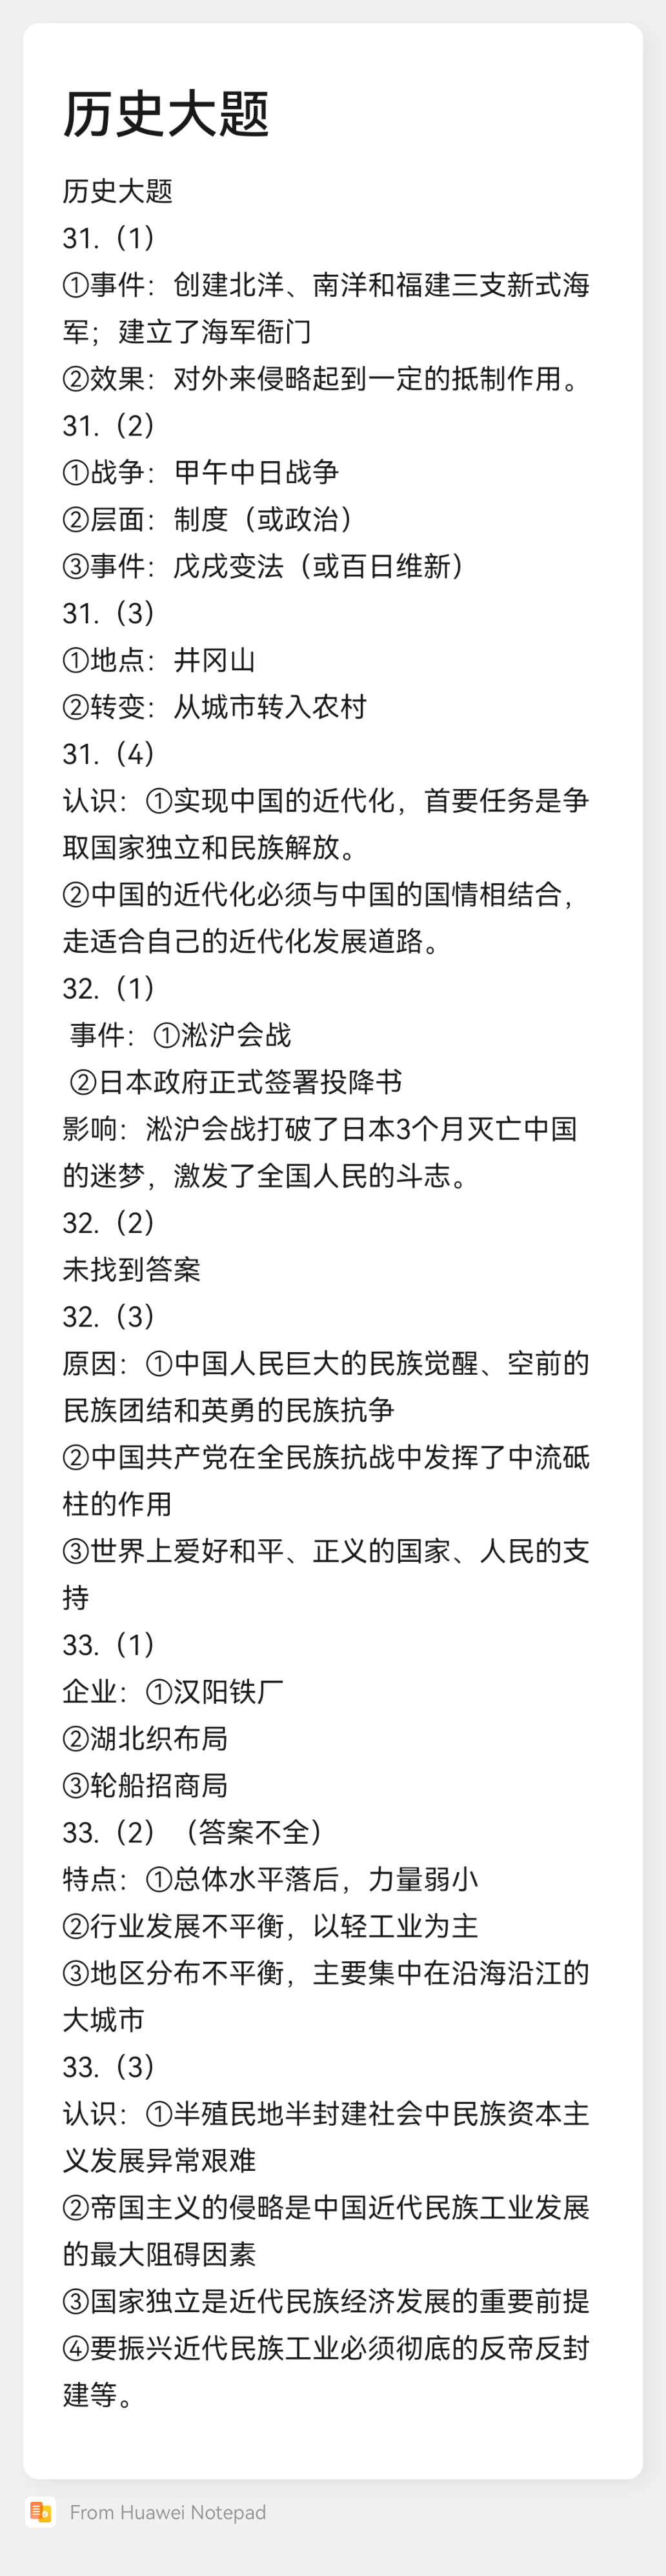 历史大题
历史大题
31.（1）
①事件：创建北洋、南洋和福建三支新式海
军；建立了海军衙门
②效果：对外来侵略起到一定的抵制作用。
31.（2）
①战争：甲午中日战争
②层面：制度（或政治）
③事件：戊戌变法（或百日维新）
31.（3）
①地点：井冈山
②转变：从城市转入农村
31.（4）
认识：①实现中国的近代化，首要任务是争
取国家独立和民族解放。
②中国的近代化必须与中国的国情相结合，
走适合自己的近代化发展道路。
32.（1）
事件：①淞沪会战
②日本政府正式签署投降书
影响：淞沪会战打破了日本3个月灭亡中国
的迷梦，激发了全国人民的斗志。
32.（2）
未找到答案
32.（3）
原因：①中国人民巨大的民族觉醒、空前的
民族团结和英勇的民族抗争
②中国共产党在全民族抗战中发挥了中流砥
柱的作用
③世界上爱好和平、正义的国家、人民的支
持
33.（1）
企业：①汉阳铁厂
②湖北织布局
③轮船招商局
33.（2）（答案不全）
特点：①总体水平落后，力量弱小
②行业发展不平衡，以轻工业为主
③地区分布不平衡，主要集中在沿海沿江的
大城市
33.（3）
认识：①半殖民地半封建社会中民族资本主
义发展异常艰难
②帝国主义的侵略是中国近代民族工业发展
的最大阻碍因素
③国家独立是近代民族经济发展的重要前提
④要振兴近代民族工业必须彻底的反帝反封
建等。
From Huawei Notepad